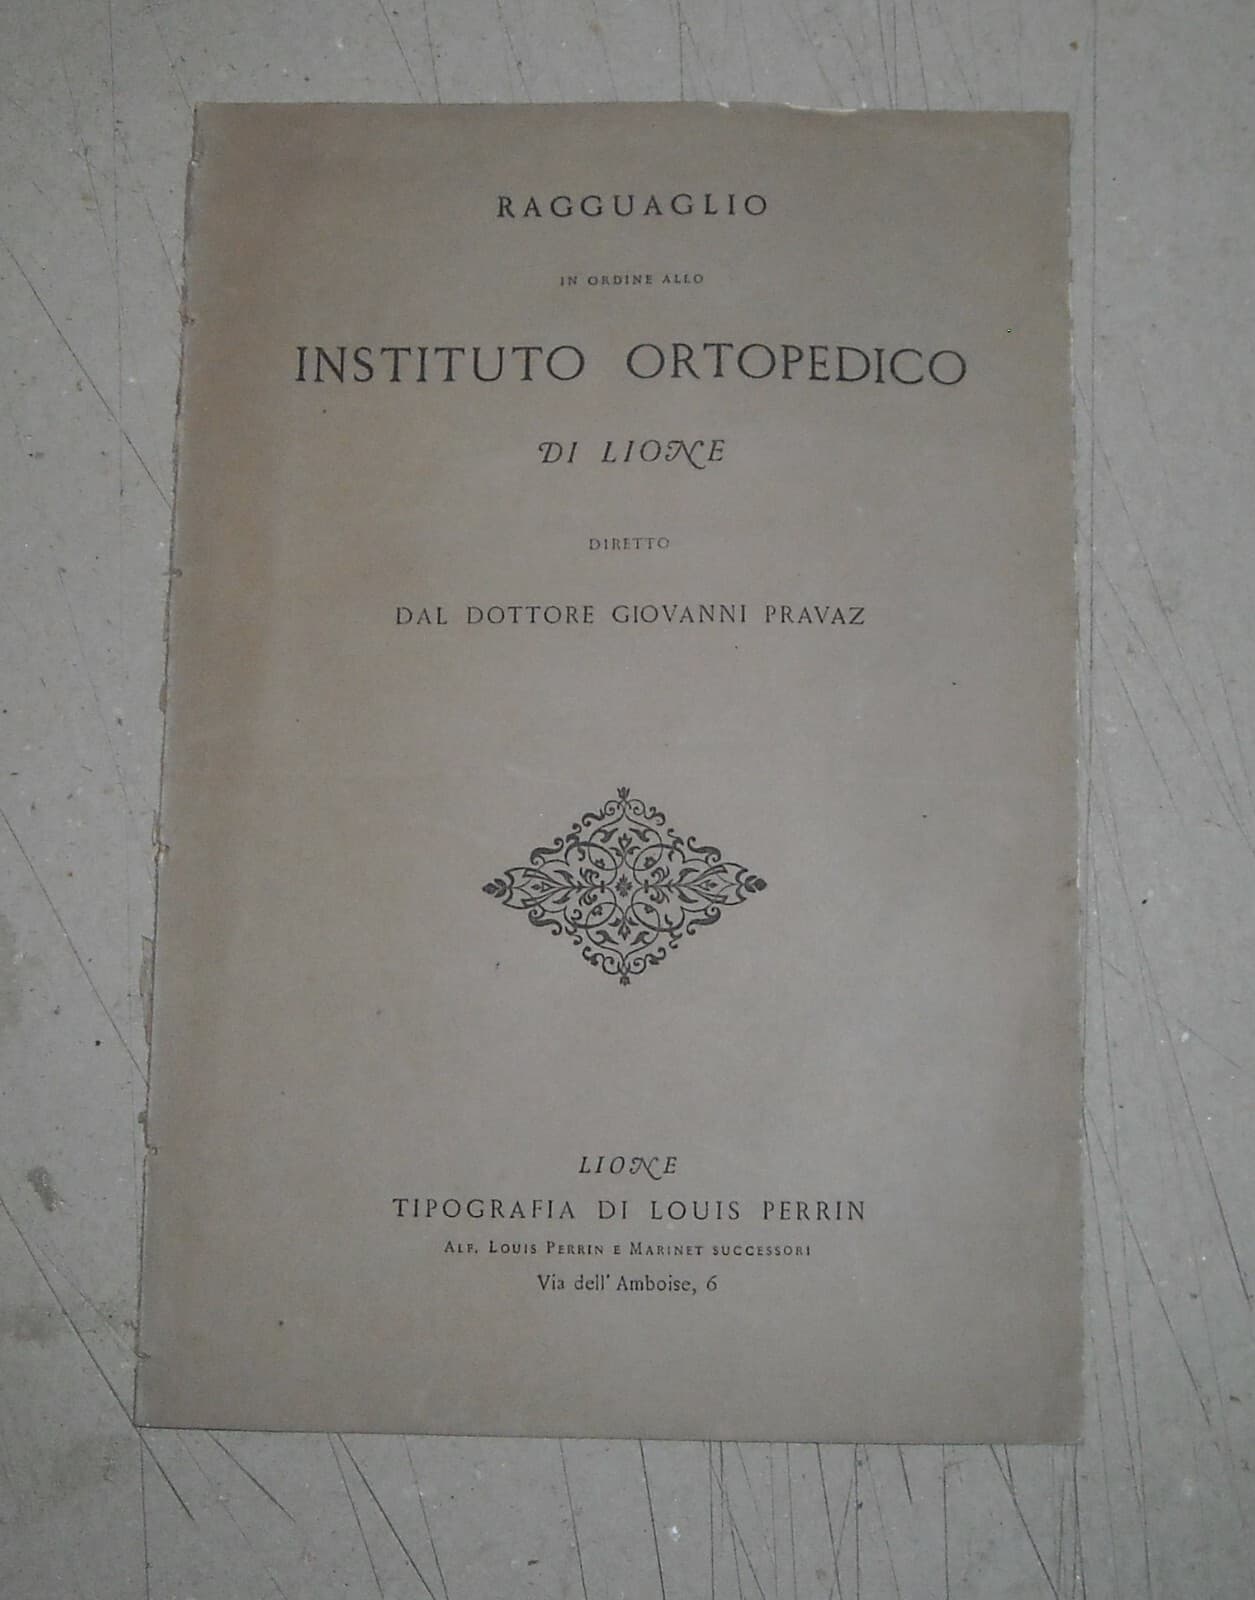 RAGGUAGLIO
IN ORDINE ALLO
INSTITUTO ORTOPEDICO
DI LIONE
DIRETTO
DAL DOTTORE GIOVANNI PRAVAZ
LIONE
TIPOGRAFIA DI LOUIS PERRIN
ALF. LOUIS PERRIN E MARINET SUCCESSORI
Via dell' Amboise, 6